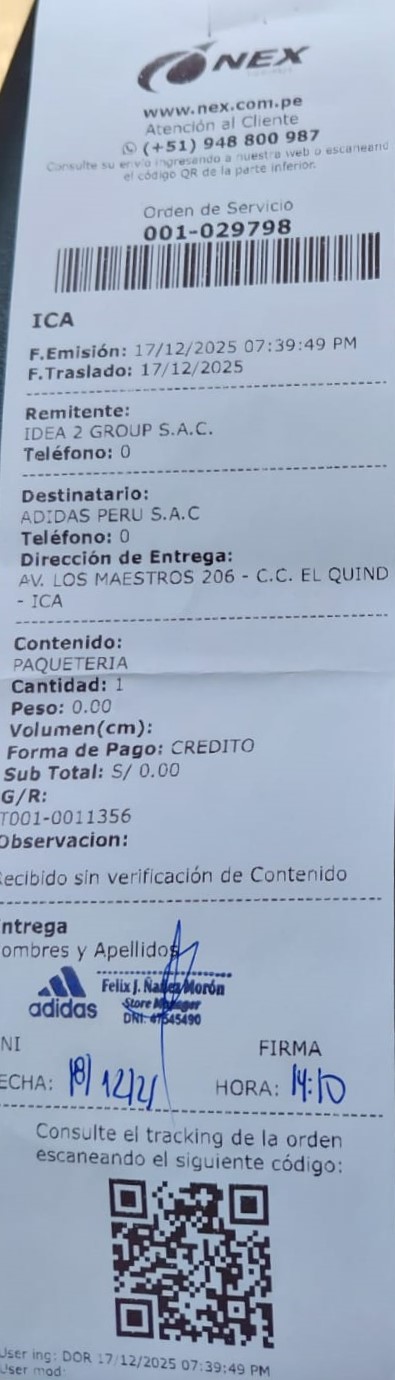 NEX
www.nex.com.pe
Atención al Cliente
(+51) 948 800 987
Consulte su envío ingresando a nuestra web o escaneand
el código QR de la parte inferior.
Orden de Servicio
001-029798
ICA
F.Emisión: 17/12/2025 07:39:49 PM
F.Traslado: 17/12/2025
Remitente:
IDEA 2 GROUP S.A.C.
Teléfono: 0
Destinatario:
ADIDAS PERU S.A.C
Teléfono: 0
Dirección de Entrega:
AV. LOS MAESTROS 206 - C.C. EL QUIND
- ICA
Contenido:
PAQUETERIA
Cantidad: 1
Peso: 0.00
Volumen(cm):
Forma de Pago: CREDITO
Sub Total: S/ 0.00
G/R:
T001-0011356
Observacion:
ecibido sin verificación de Contenido
ntrega
ombres y Apellidos
adidas
Felix J. Morón
Store Manager
DNI:
NI FIRMA
ECHA: 18/12/2 HORA: 14:10
Consulte el tracking de la orden
escaneando el siguiente código:
User ing: DOR 17/12/2025 07:39:49 PM
User mod: